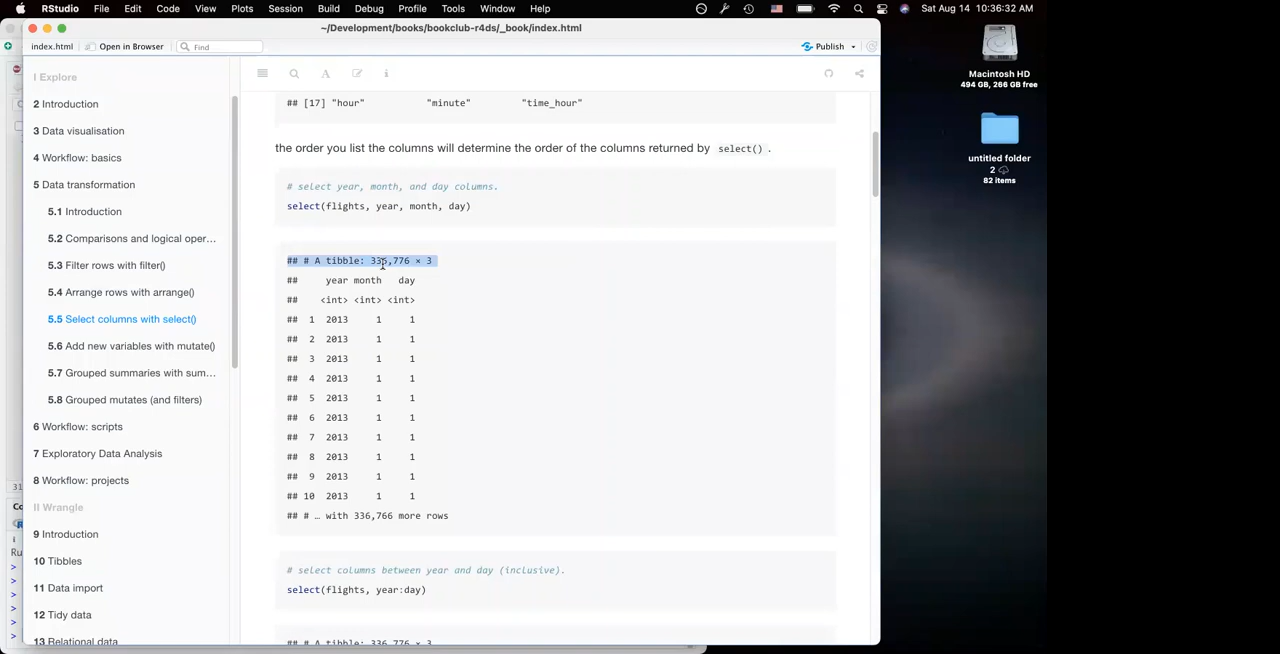 RStudio File Edit Code View Plots Session Build Debug Profile Tools Window Help Sat Aug 14 10:36:32 AM
~/Development/books/bookclub-r4ds/_book/index.html
index.html Open in Browser Find Publish
I Explore
2 Introduction
3 Data visualisation
4 Workflow: basics
5 Data transformation
5.1 Introduction
5.2 Comparisons and logical oper…
5.3 Filter rows with filter()
5.4 Arrange rows with arrange()
5.5 Select columns with select()
5.6 Add new variables with mutate()
5.7 Grouped summaries with sum…
5.8 Grouped mutates (and filters)
6 Workflow: scripts
7 Exploratory Data Analysis
8 Workflow: projects
II Wrangle
9 Introduction
10 Tibbles
11 Data import
12 Tidy data
13 Relational data
## [17] "hour" "minute" "time_hour"
the order you list the columns will determine the order of the columns returned by select() .
# select year, month, and day columns.
select(flights, year, month, day)
## # A tibble: 336,776 × 3
## year month day
## <int> <int> <int>
## 1 2013 1 1
## 2 2013 1 1
## 3 2013 1 1
## 4 2013 1 1
## 5 2013 1 1
## 6 2013 1 1
## 7 2013 1 1
## 8 2013 1 1
## 9 2013 1 1
## 10 2013 1 1
## # … with 336,766 more rows
# select columns between year and day (inclusive).
select(flights, year:day)
## # A tibble: 336,776 × 3
Macintosh HD
494 GB, 266 GB free
untitled folder
2
82 items
31
Co
Ru
>
>
>
>
>
>